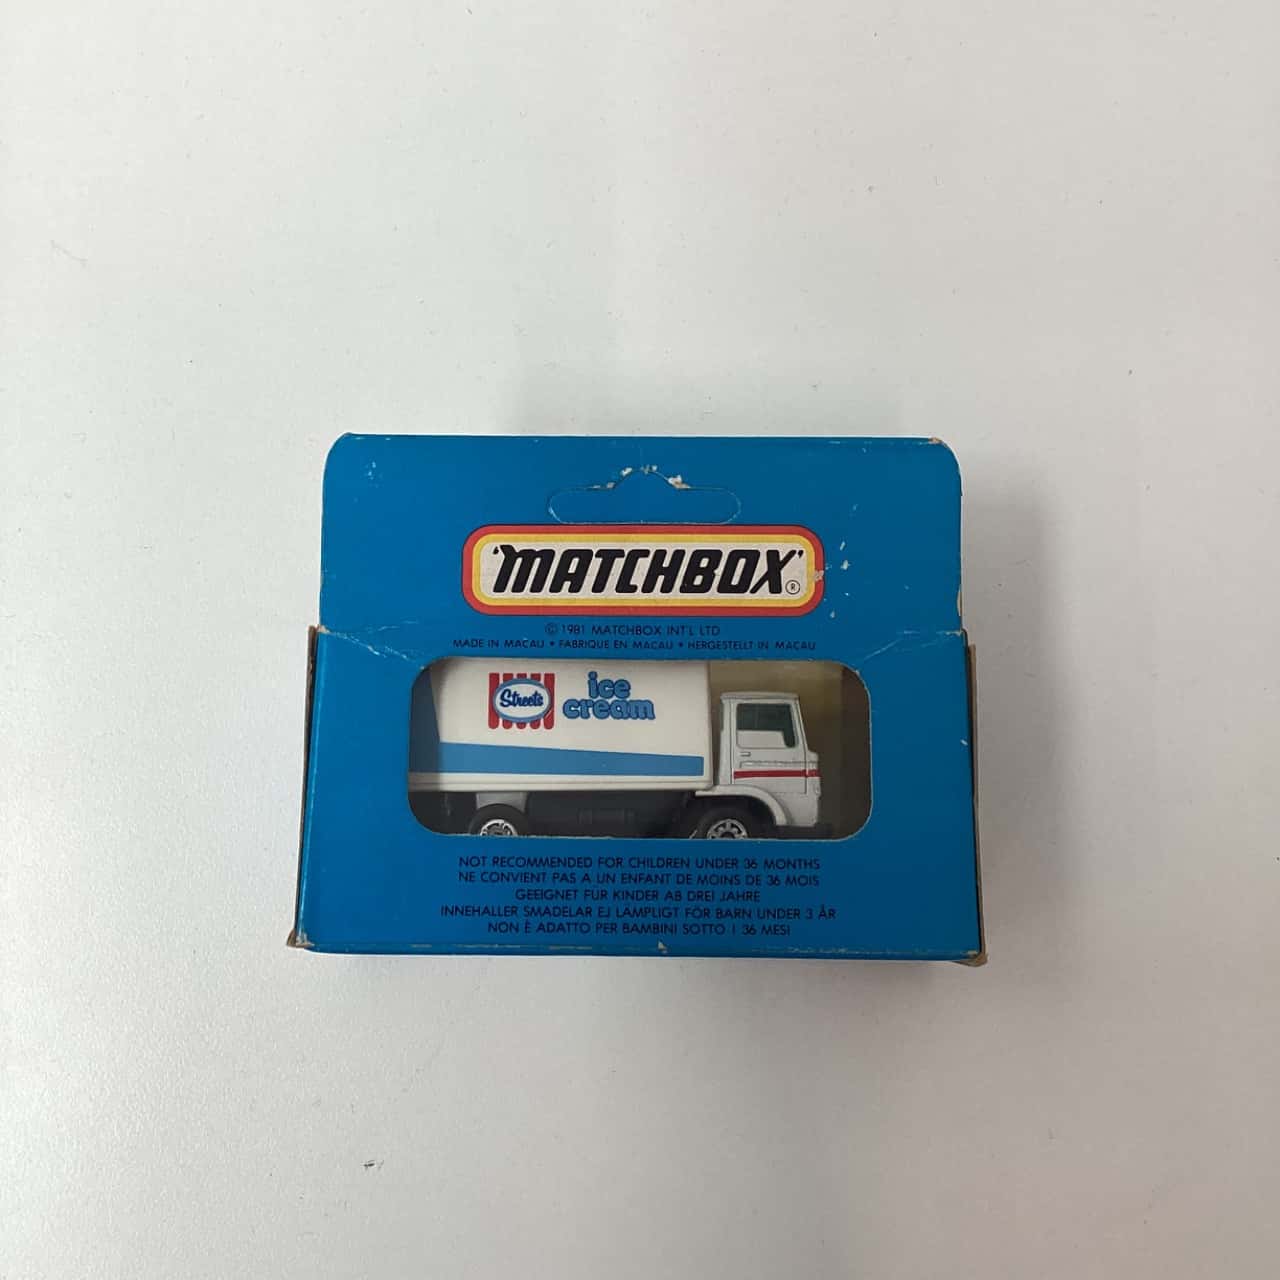 'MATCHBOX' ®
© 1981 MATCHBOX INT'L LTD
MADE IN MACAU • FABRIQUE EN MACAU • HERGESTELLT IN MACAU
Streets
ice
cream
NOT RECOMMENDED FOR CHILDREN UNDER 36 MONTHS
NE CONVIENT PAS A UN ENFANT DE MOINS DE 36 MOIS
GEEIGNET FÜR KINDER AB DREI JAHRE
INNEHALLER SMADELAR EJ LÄMPLIGT FÖR BARN UNDER 3 ÅR
NON È ADATTO PER BAMBINI SOTTO I 36 MESI